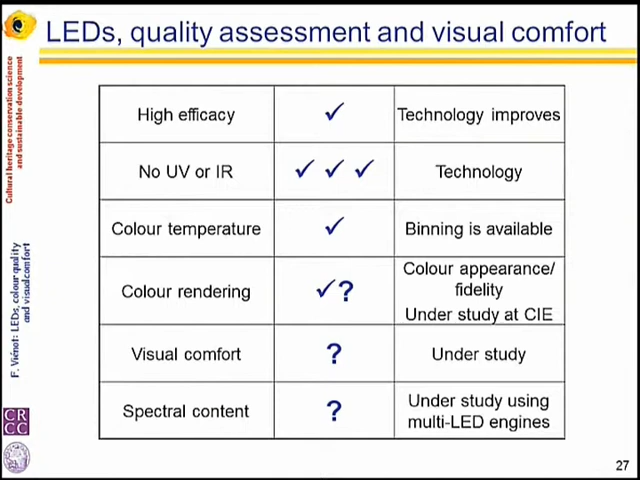 LEDs, quality assessment and visual comfort
Cultural heritage conservation science
and sustainable development
F. Viénot: LEDs, colour quality
and visual comfort
CR
CC
High efficacy ✓ Technology improves
No UV or IR ✓ ✓ ✓ Technology
Colour temperature ✓ Binning is available
Colour rendering ✓? Colour appearance/
fidelity
Under study at CIE
Visual comfort ? Under study
Spectral content ? Under study using
multi-LED engines
27